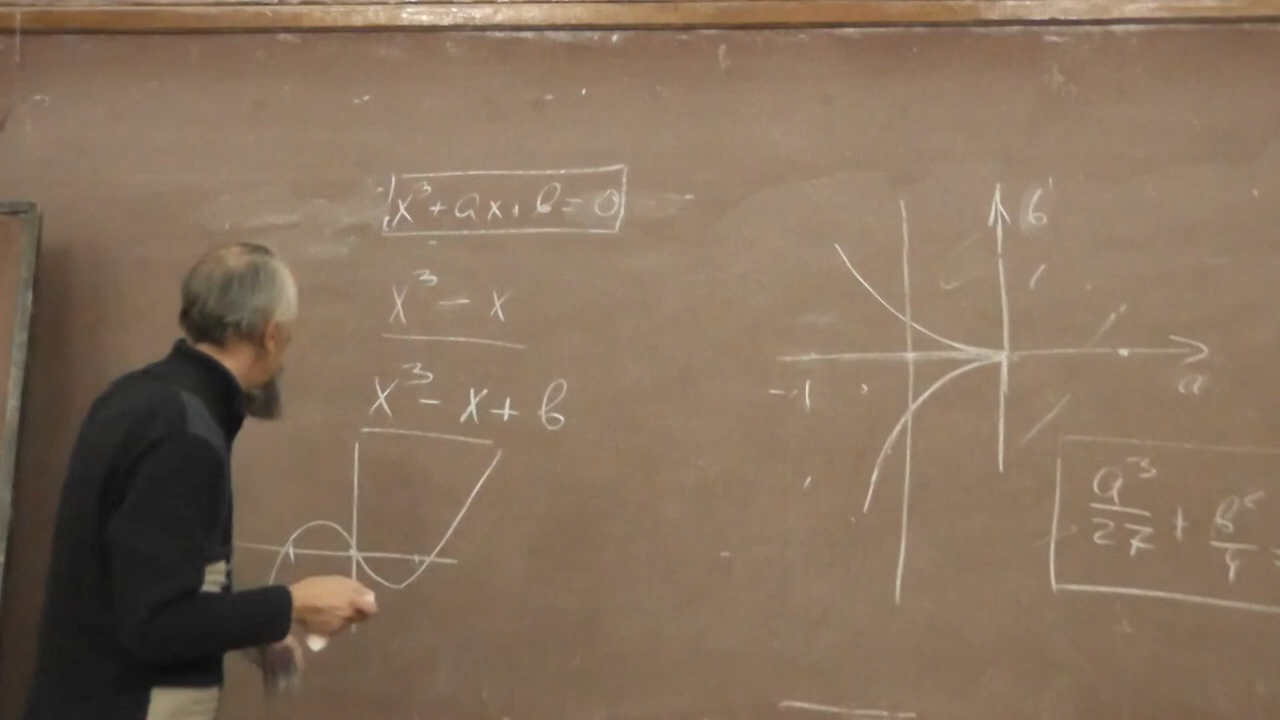 x³ + ax + b = 0
x³ - x
x³ - x + b
b
-1
a
a³/27 + b²/4 =